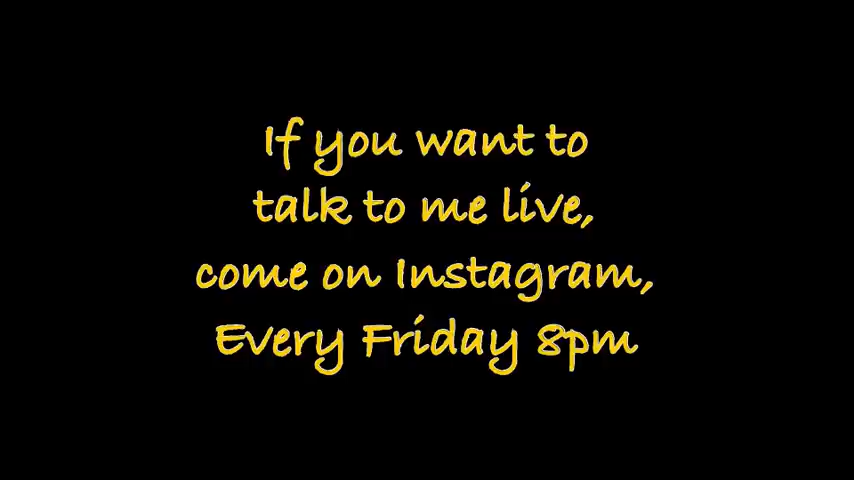 If you want to
talk to me live,
come on Instagram,
Every Friday 8pm